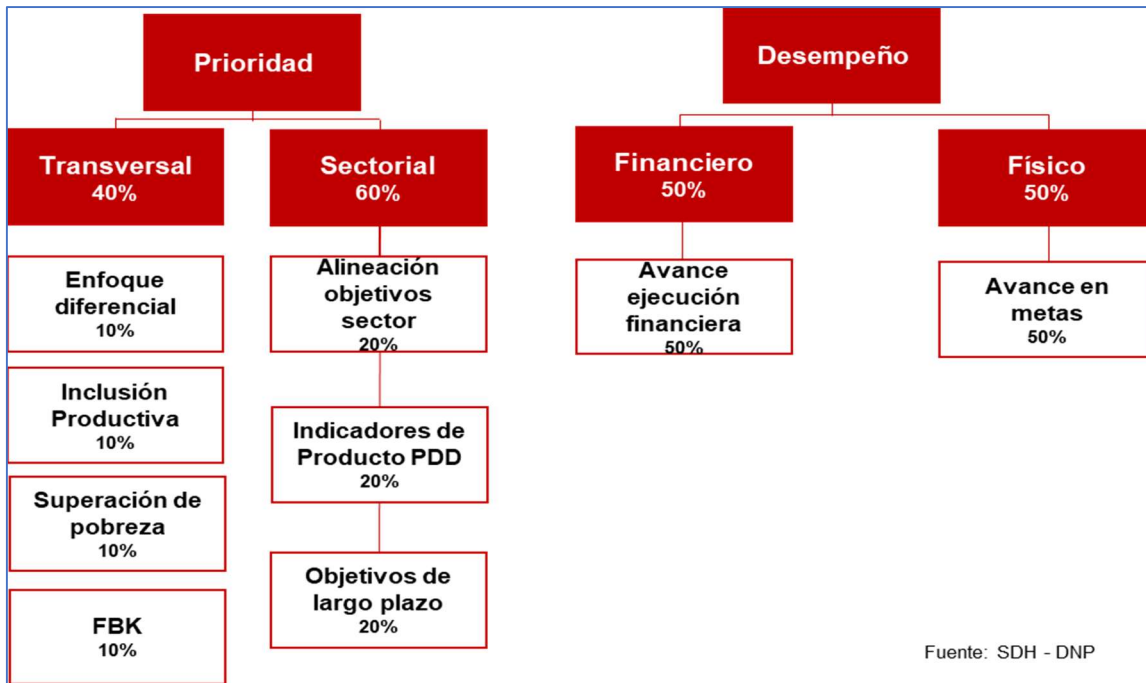 Prioridad
Transversal
40%
Enfoque
diferencial
10%
Inclusión
Productiva
10%
Superación de
pobreza
10%
FBK
10%
Sectorial
60%
Alineación
objetivos
sector
20%
Indicadores de
Producto PDD
20%
Objetivos de
largo plazo
20%
Desempeño
Financiero
50%
Avance
ejecución
financiera
50%
Físico
50%
Avance en
metas
50%
Fuente: SDH - DNP